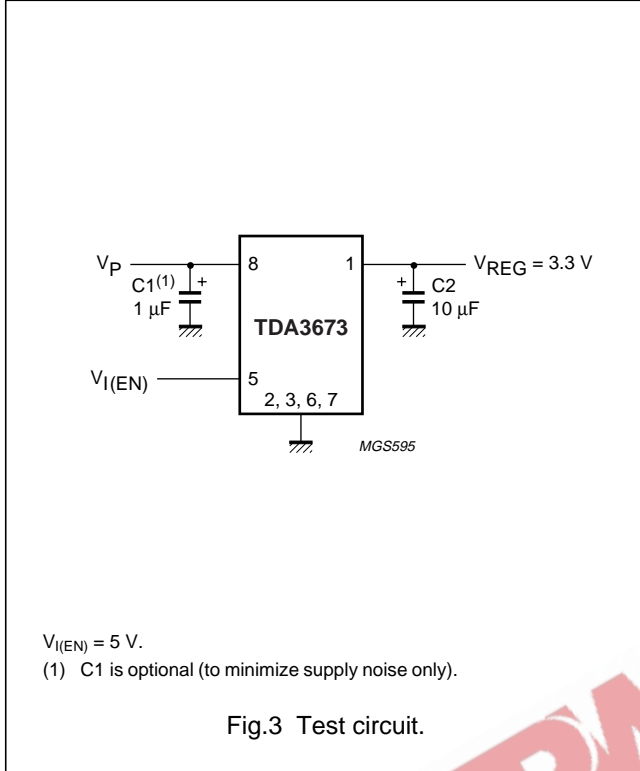 V_P
C1(1) +
1 μF
8
1
V_REG = 3.3 V
+ C2
10 μF
TDA3673
V_I(EN)
5
2, 3, 6, 7
MGS595
V_I(EN) = 5 V.
(1) C1 is optional (to minimize supply noise only).
Fig.3 Test circuit.